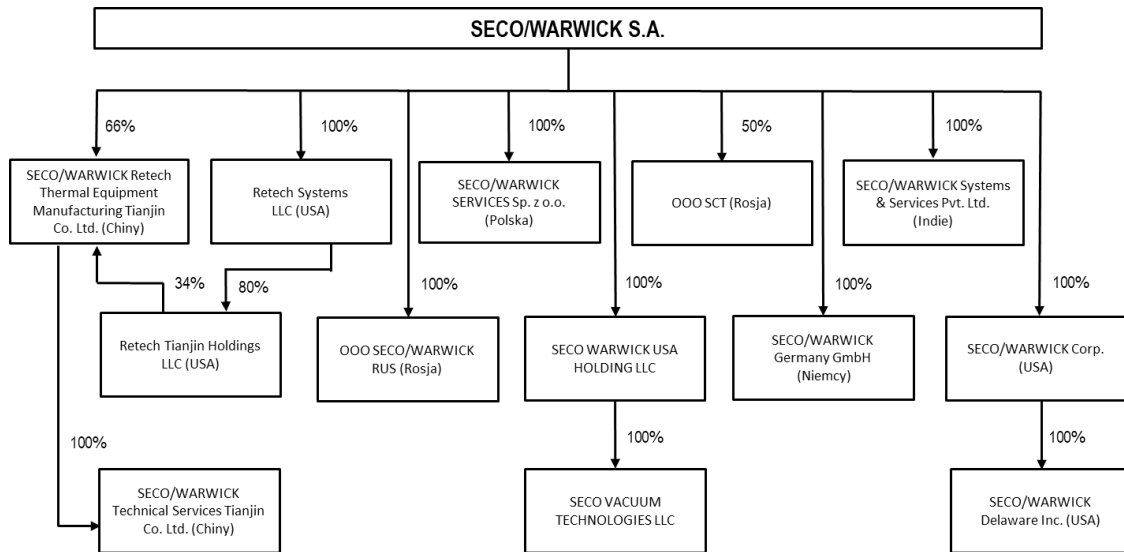 SECO/WARWICK S.A.
66%
100%
100%
50%
100%
SECO/WARWICK Retech
Thermal Equipment
Manufacturing Tianjin
Co. Ltd. (Chiny)
Retech Systems
LLC (USA)
SECO/WARWICK
SERVICES Sp. z o.o.
(Polska)
OOO SCT (Rosja)
SECO/WARWICK Systems
& Services Pvt. Ltd.
(Indie)
34%
80%
100%
100%
100%
100%
Retech Tianjin Holdings
LLC (USA)
OOO SECO/WARWICK
RUS (Rosja)
SECO WARWICK USA
HOLDING LLC
SECO/WARWICK
Germany GmbH
(Niemcy)
SECO/WARWICK Corp.
(USA)
100%
100%
100%
SECO/WARWICK
Technical Services Tianjin
Co. Ltd. (Chiny)
SECO VACUUM
TECHNOLOGIES LLC
SECO/WARWICK
Delaware Inc. (USA)